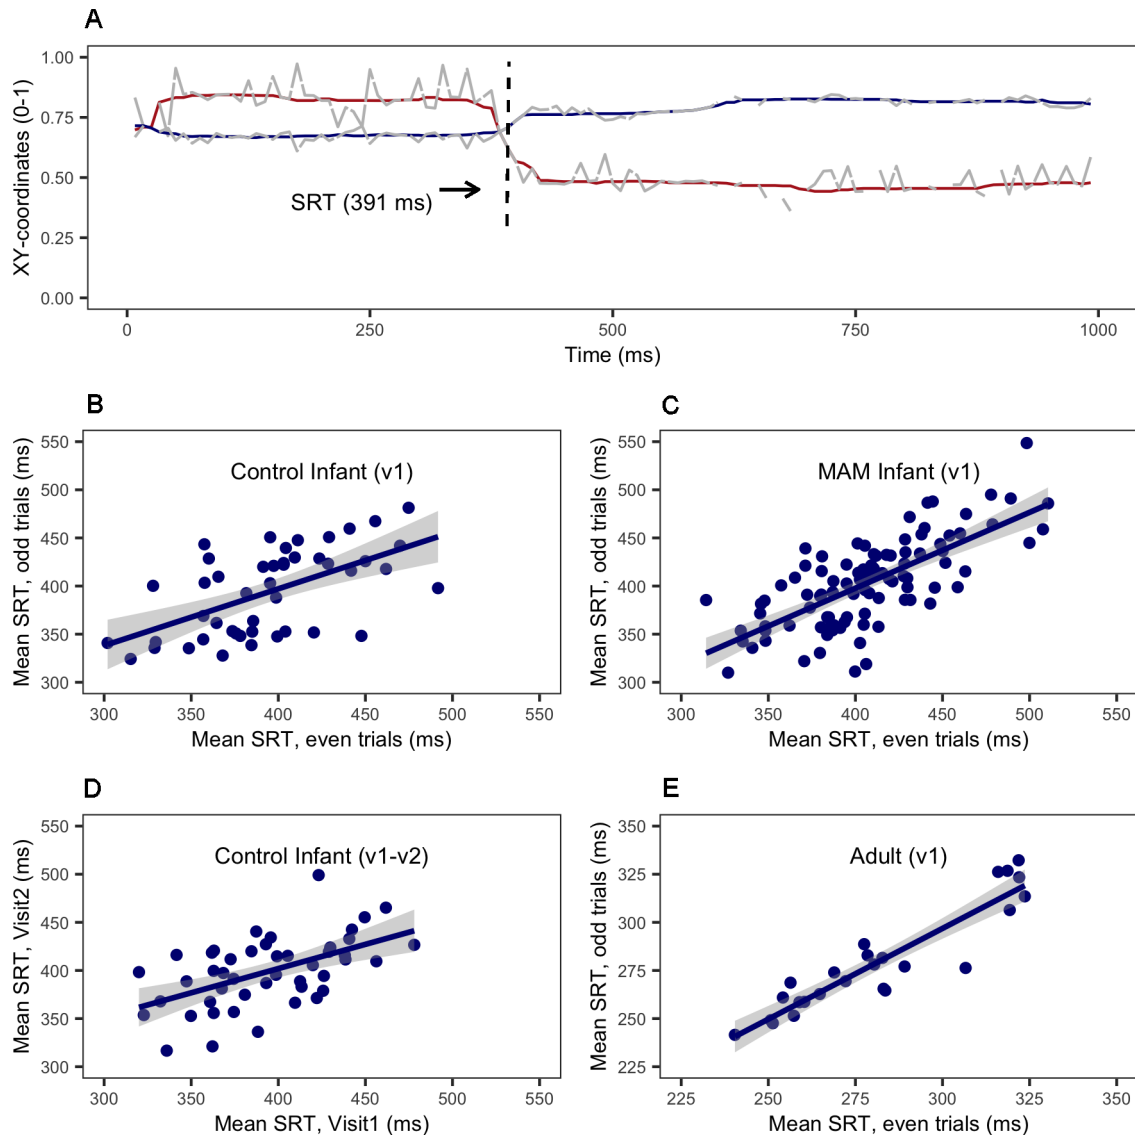 A
XY-coordinates (0-1)
1.00
0.75
0.50
0.25
0.00
SRT (391 ms)
0
250
500
750
1000
Time (ms)
B
Mean SRT, odd trials (ms)
550
500
450
400
350
300
Control Infant (v1)
300
350
400
450
500
550
Mean SRT, even trials (ms)
C
Mean SRT, odd trials (ms)
550
500
450
400
350
300
MAM Infant (v1)
300
350
400
450
500
550
Mean SRT, even trials (ms)
D
Mean SRT, Visit2 (ms)
550
500
450
400
350
300
Control Infant (v1-v2)
300
350
400
450
500
550
Mean SRT, Visit1 (ms)
E
Mean SRT, odd trials (ms)
350
325
300
275
250
225
Adult (v1)
225
250
275
300
325
350
Mean SRT, even trials (ms)